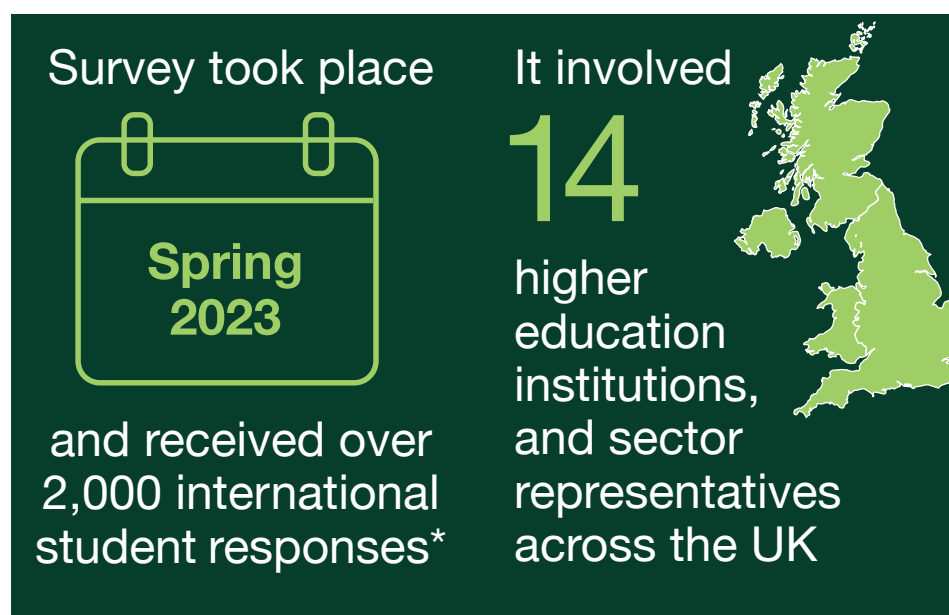 Survey took place
Spring
2023
and received over
2,000 international
student responses*
It involved
14
higher
education
institutions,
and sector
representatives
across the UK